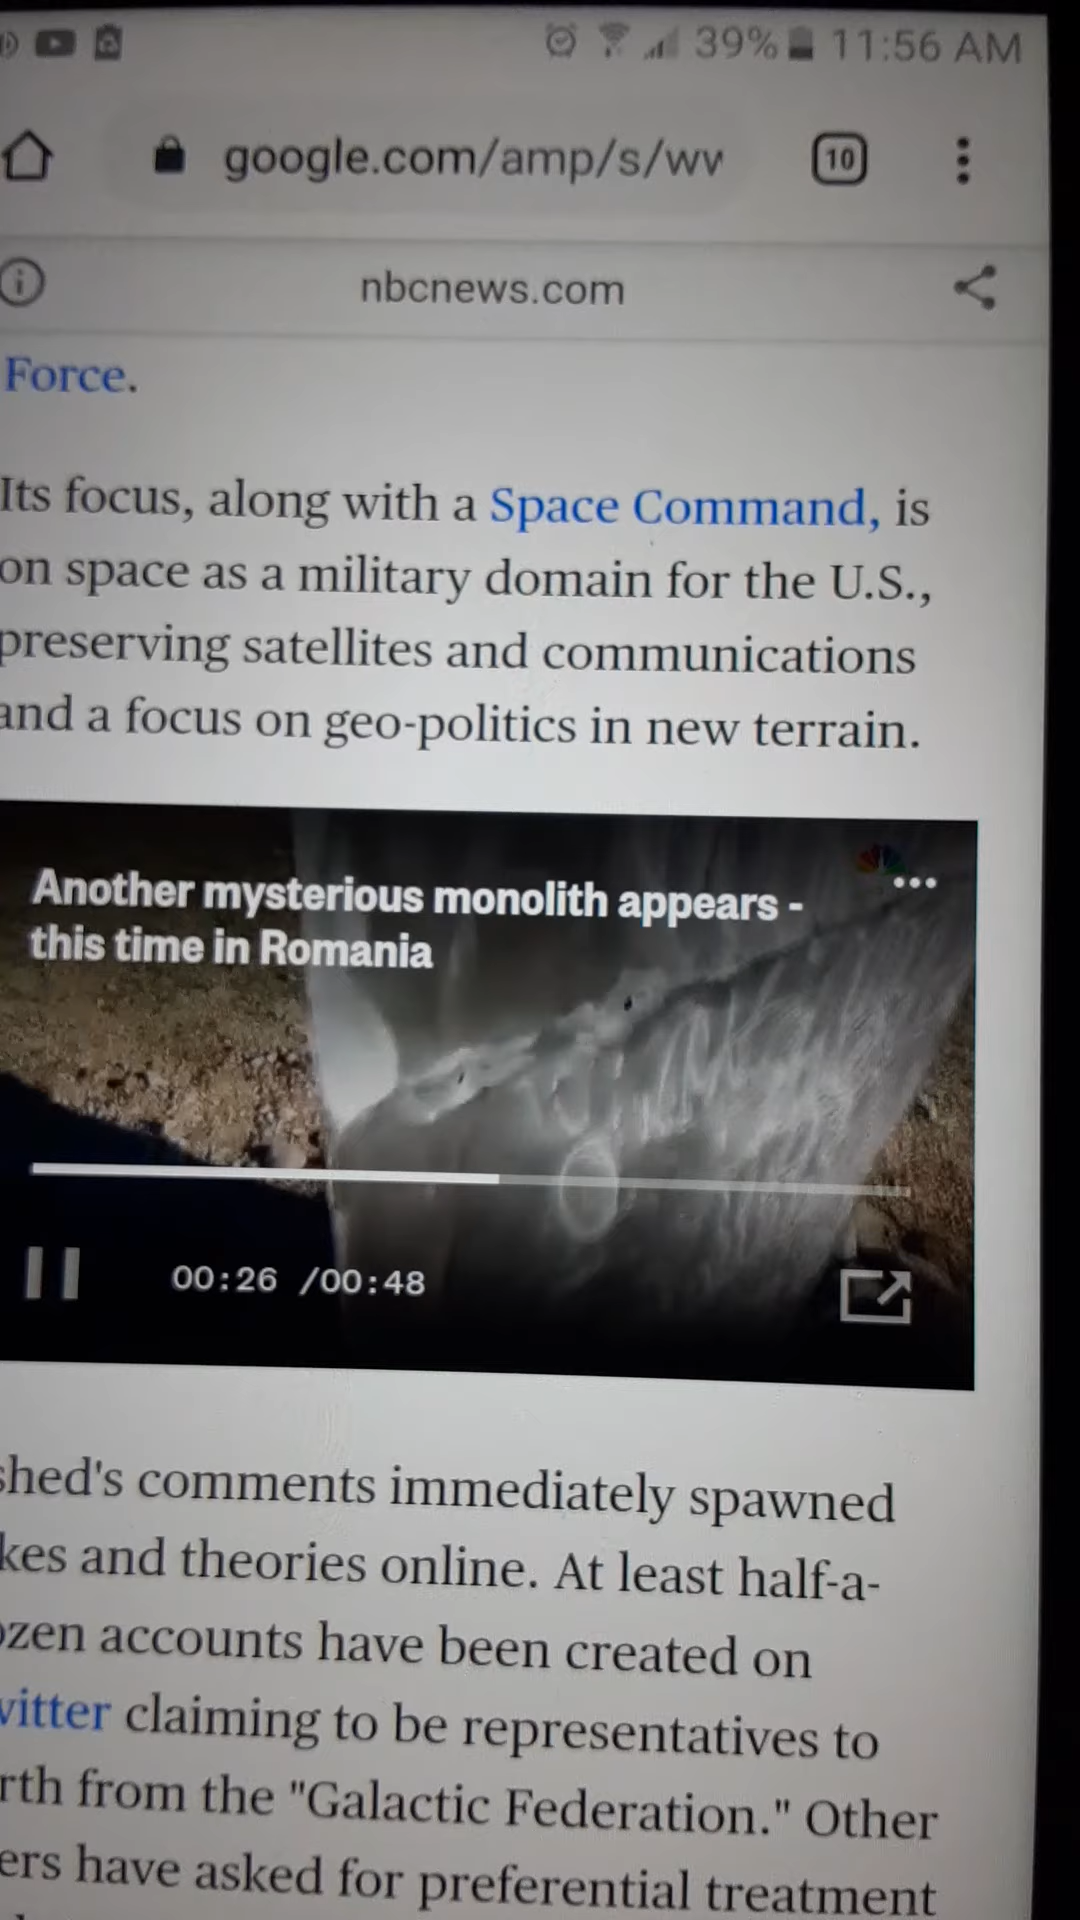 39% 11:56 AM
google.com/amp/s/wv
10
nbcnews.com
Force.
Its focus, along with a Space Command, is
on space as a military domain for the U.S.,
preserving satellites and communications
and a focus on geo-politics in new terrain.
Another mysterious monolith appears -
this time in Romania
00:26 /00:48
shed's comments immediately spawned
kes and theories online. At least half-a-
ozen accounts have been created on
witter claiming to be representatives to
rth from the "Galactic Federation." Other
ers have asked for preferential treatment